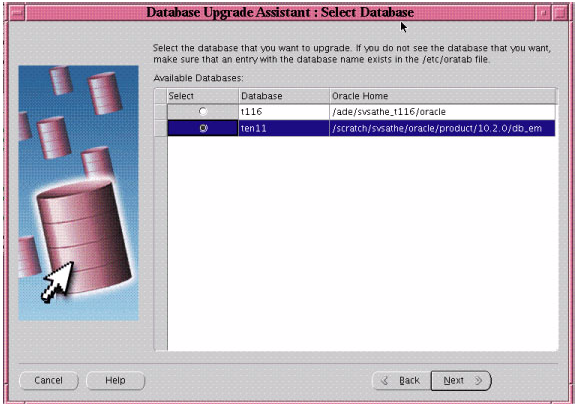 Database Upgrade Assistant : Select Database
Select the database that you want to upgrade. If you do not see the database that you want,
make sure that an entry with the database name exists in the /etc/oratab file.
Available Databases:
Select Database Oracle Home
t116 /ade/svsathe_t116/oracle
ten11 /scratch/svsathe/oracle/product/10.2.0/db_em
Cancel Help Back Next